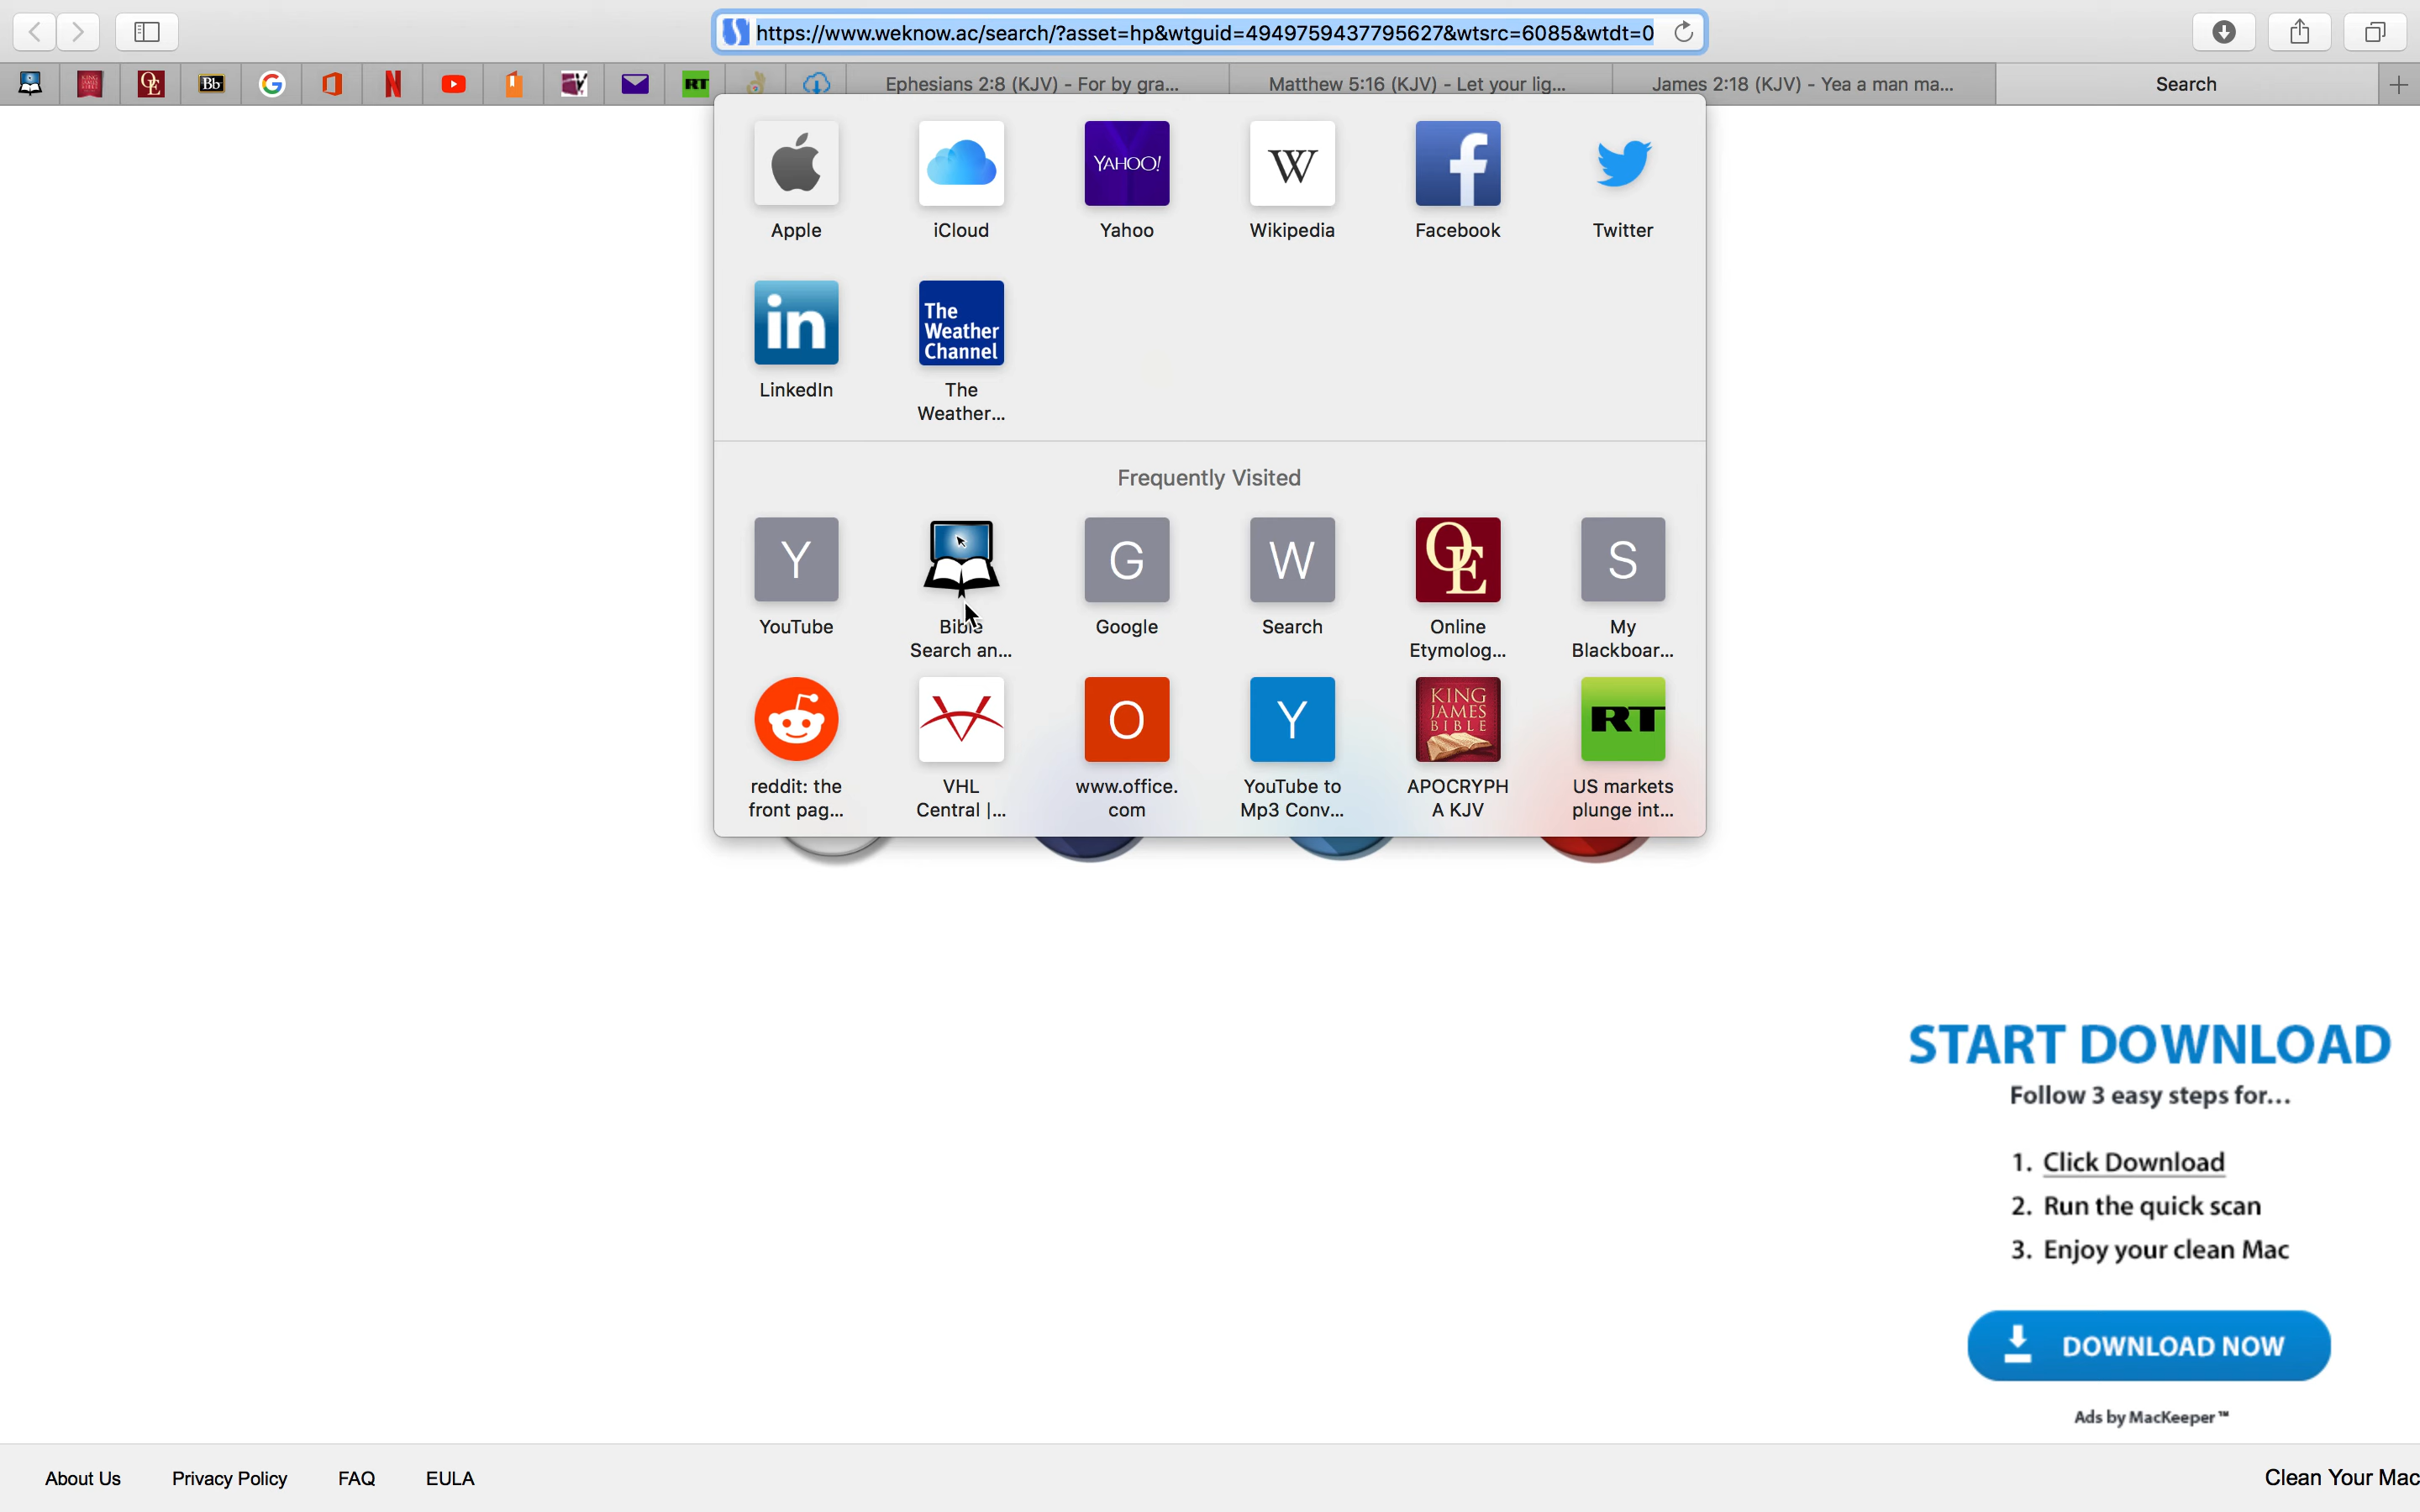 https://www.weknow.ac/search/?asset=hp&wtguid=4949759437795627&wtsrc=6085&wtdt=0
Bb
G
N
V
RT
Ephesians 2:8 (KJV) - For by gra...
Matthew 5:16 (KJV) - Let your lig...
James 2:18 (KJV) - Yea a man ma...
Search
YAHOO!
W
f
Apple
iCloud
Yahoo
Wikipedia
Facebook
Twitter
in
The
Weather
Channel
LinkedIn
The
Weather...
Frequently Visited
Y
G
W
OE
S
YouTube
Bible
Search an...
Google
Search
Online
Etymolog...
My
Blackboar...
O
Y
KING
JAMES
BIBLE
RT
reddit: the
front pag...
VHL
Central |...
www.office.
com
YouTube to
Mp3 Conv...
APOCRYPH
A KJV
US markets
plunge int...
START DOWNLOAD
Follow 3 easy steps for...
1. Click Download
2. Run the quick scan
3. Enjoy your clean Mac
DOWNLOAD NOW
Ads by MacKeeper™
About Us
Privacy Policy
FAQ
EULA
Clean Your Mac